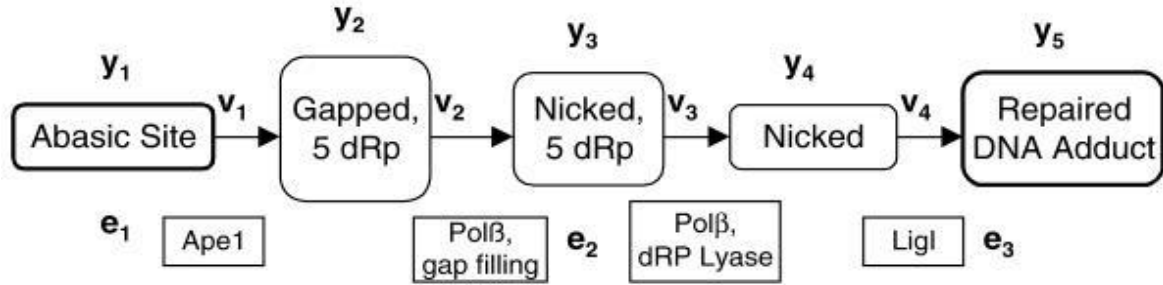 y₁
y₂
y₃
y₄
y₅
Abasic Site
v₁
Gapped,
5 dRp
v₂
Nicked,
5 dRp
v₃
Nicked
v₄
Repaired
DNA Adduct
e₁
Ape1
Polß,
gap filling
e₂
Polβ,
dRP Lyase
LigI
e₃